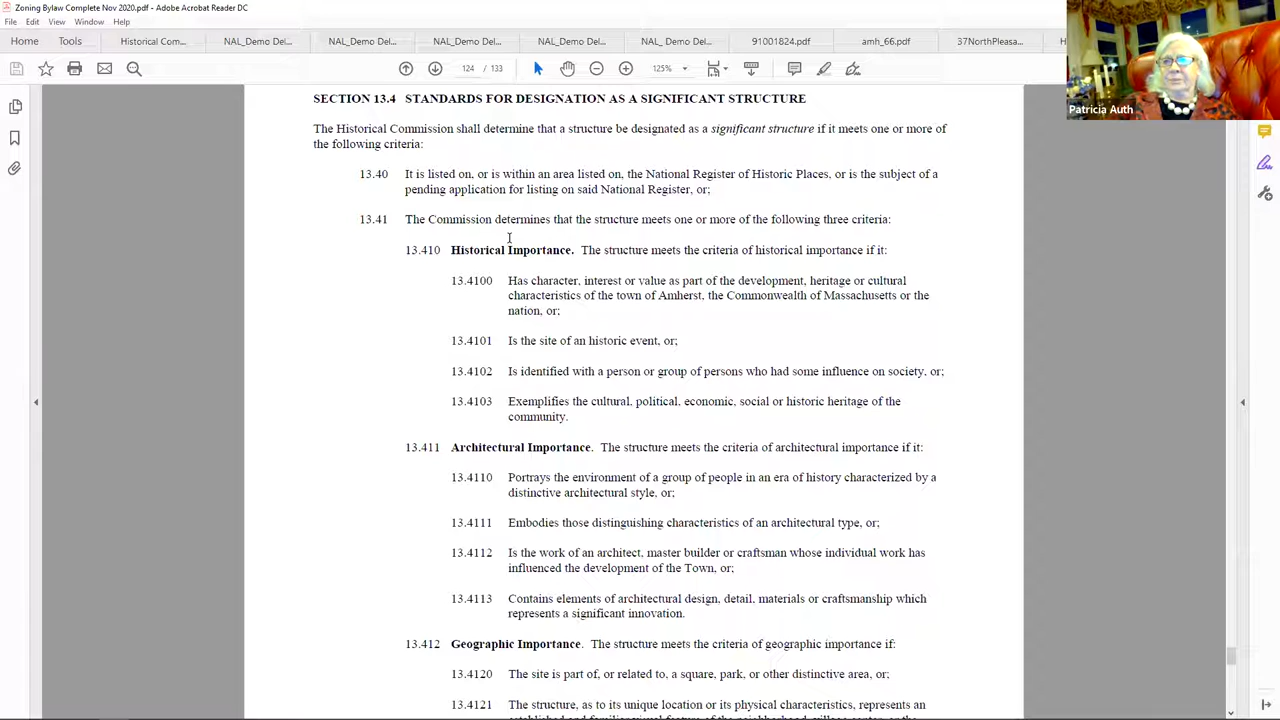 Zoning Bylaw Complete Nov 2020.pdf - Adobe Acrobat Reader DC
File Edit View Window Help
Home Tools Historical Com... NAL_Demo Del... NAL_Demo Del... NAL_Demo Del... NAL_Demo Del... NAL_ Demo Del... 91001824.pdf amh_66.pdf 37NorthPleasa...
124 / 133 125%
Patricia Auth
SECTION 13.4 STANDARDS FOR DESIGNATION AS A SIGNIFICANT STRUCTURE
The Historical Commission shall determine that a structure be designated as a significant structure if it meets one or more of
the following criteria:
13.40 It is listed on, or is within an area listed on, the National Register of Historic Places, or is the subject of a
pending application for listing on said National Register, or;
13.41 The Commission determines that the structure meets one or more of the following three criteria:
13.410 Historical Importance. The structure meets the criteria of historical importance if it:
13.4100 Has character, interest or value as part of the development, heritage or cultural
characteristics of the town of Amherst, the Commonwealth of Massachusetts or the
nation, or;
13.4101 Is the site of an historic event, or;
13.4102 Is identified with a person or group of persons who had some influence on society, or;
13.4103 Exemplifies the cultural, political, economic, social or historic heritage of the
community.
13.411 Architectural Importance. The structure meets the criteria of architectural importance if it:
13.4110 Portrays the environment of a group of people in an era of history characterized by a
distinctive architectural style, or;
13.4111 Embodies those distinguishing characteristics of an architectural type, or;
13.4112 Is the work of an architect, master builder or craftsman whose individual work has
influenced the development of the Town, or;
13.4113 Contains elements of architectural design, detail, materials or craftsmanship which
represents a significant innovation.
13.412 Geographic Importance. The structure meets the criteria of geographic importance if:
13.4120 The site is part of, or related to, a square, park, or other distinctive area, or;
13.4121 The structure, as to its unique location or its physical characteristics, represents an